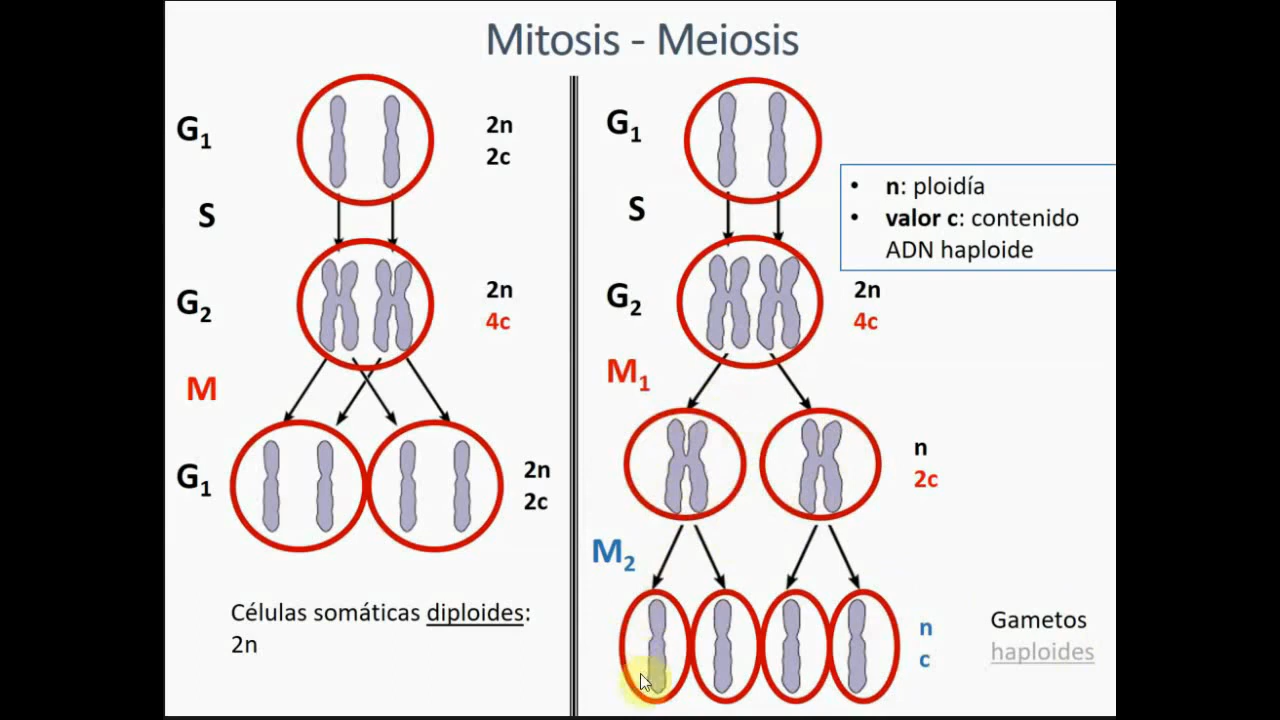 Mitosis - Meiosis
G1
2n
2c
S
G2
2n
4c
M
G1
2n
2c
Células somáticas diploides:
2n
G1
S
• n: ploidía
• valor c: contenido
ADN haploide
G2
2n
4c
M1
n
2c
M2
n
c
Gametos
haploides